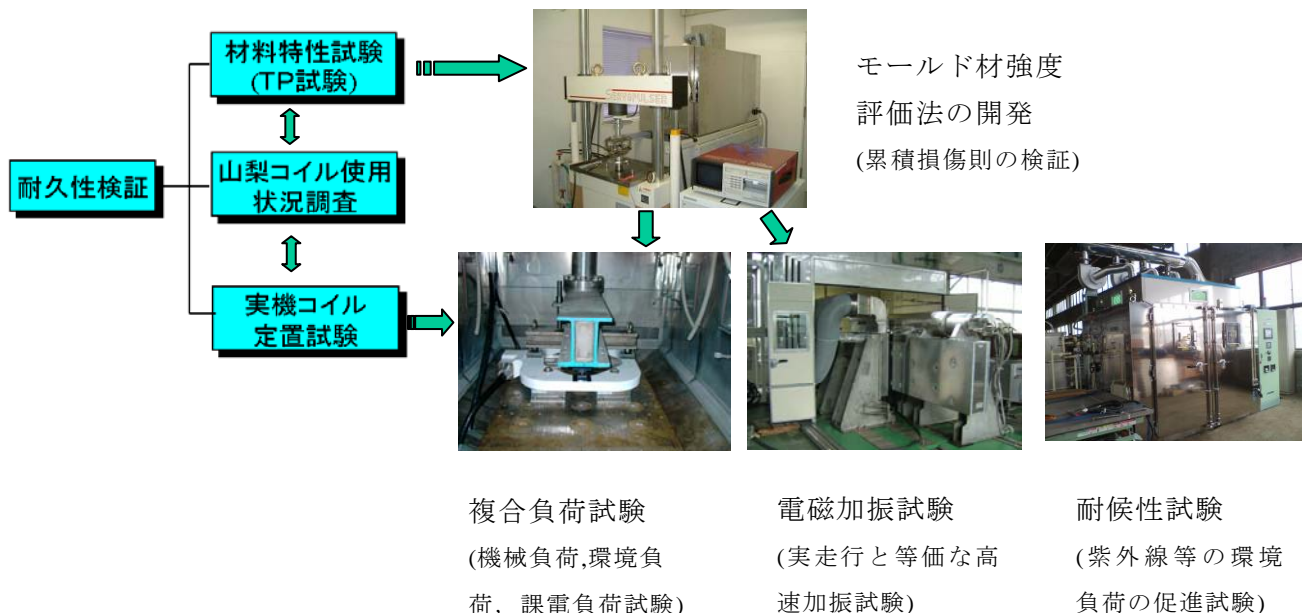 材料特性試験
(TP試験)
耐久性検証
山梨コイル使用
状況調査
実機コイル
定置試験
SERVOPULSER
モールド材強度
評価法の開発
(累積損傷則の検証)
複合負荷試験
(機械負荷,環境負
荷, 課電負荷試験)
電磁加振試験
(実走行と等価な高
速加振試験)
耐侯性試験
(紫外線等の環境
負荷の促進試験)